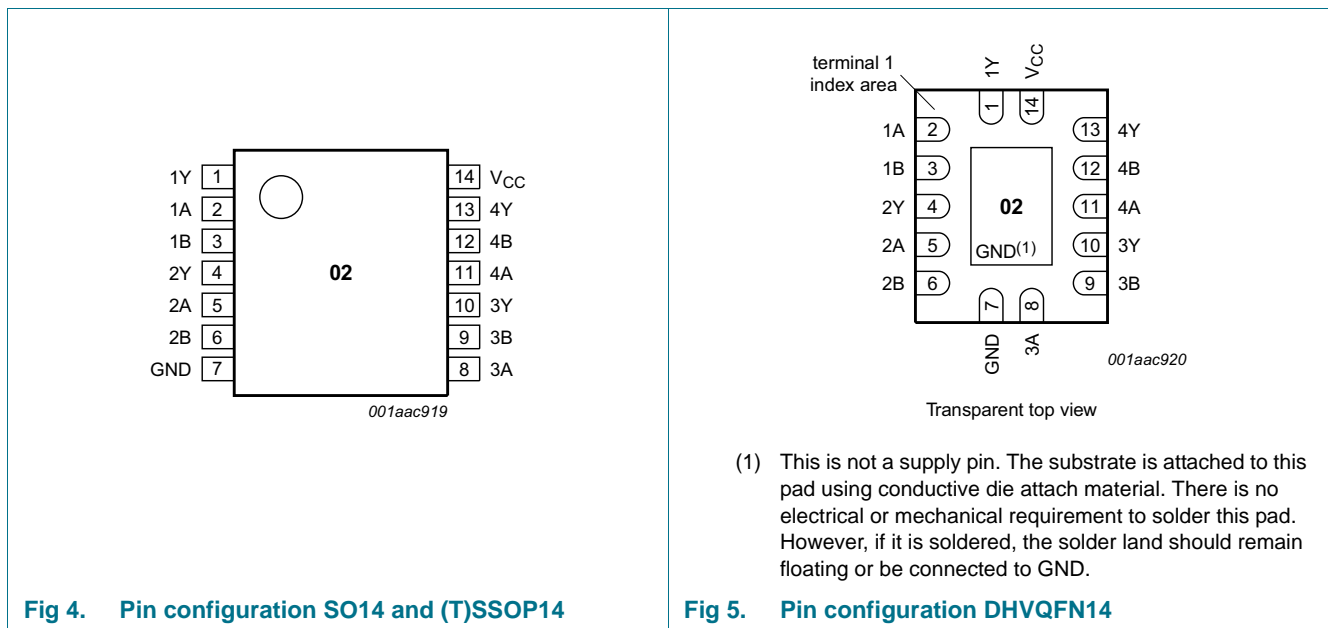 1Y 1
1A 2
1B 3
2Y 4
2A 5
2B 6
GND 7
02
14 VCC
13 4Y
12 4B
11 4A
10 3Y
9 3B
8 3A
001aac919
Fig 4. Pin configuration SO14 and (T)SSOP14
terminal 1
index area
1Y
VCC
1
14
1A 2
1B 3
2Y 4
2A 5
2B 6
02
GND(1)
13 4Y
12 4B
11 4A
10 3Y
9 3B
7
8
GND
3A
001aac920
Transparent top view
(1) This is not a supply pin. The substrate is attached to this
pad using conductive die attach material. There is no
electrical or mechanical requirement to solder this pad.
However, if it is soldered, the solder land should remain
floating or be connected to GND.
Fig 5. Pin configuration DHVQFN14